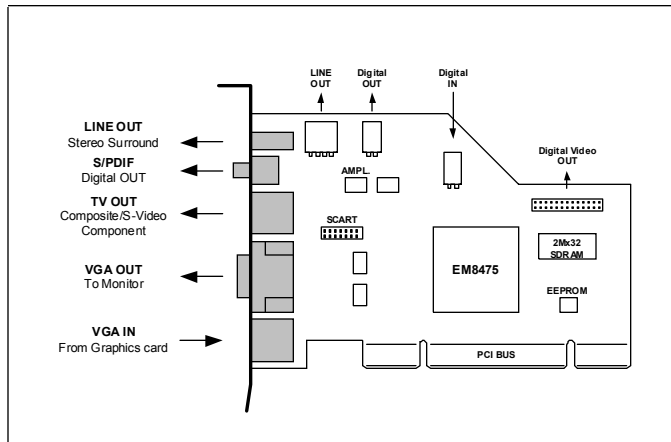 LINE
OUT
Digital
OUT
Digital
IN
LINE OUT
Stereo Surround
S/PDIF
Digital OUT
TV OUT
Composite/S-Video
Component
VGA OUT
To Monitor
VGA IN
From Graphics card
AMPL.
SCART
EM8475
Digital Video
OUT
2Mx32
SDRAM
EEPROM
PCI BUS